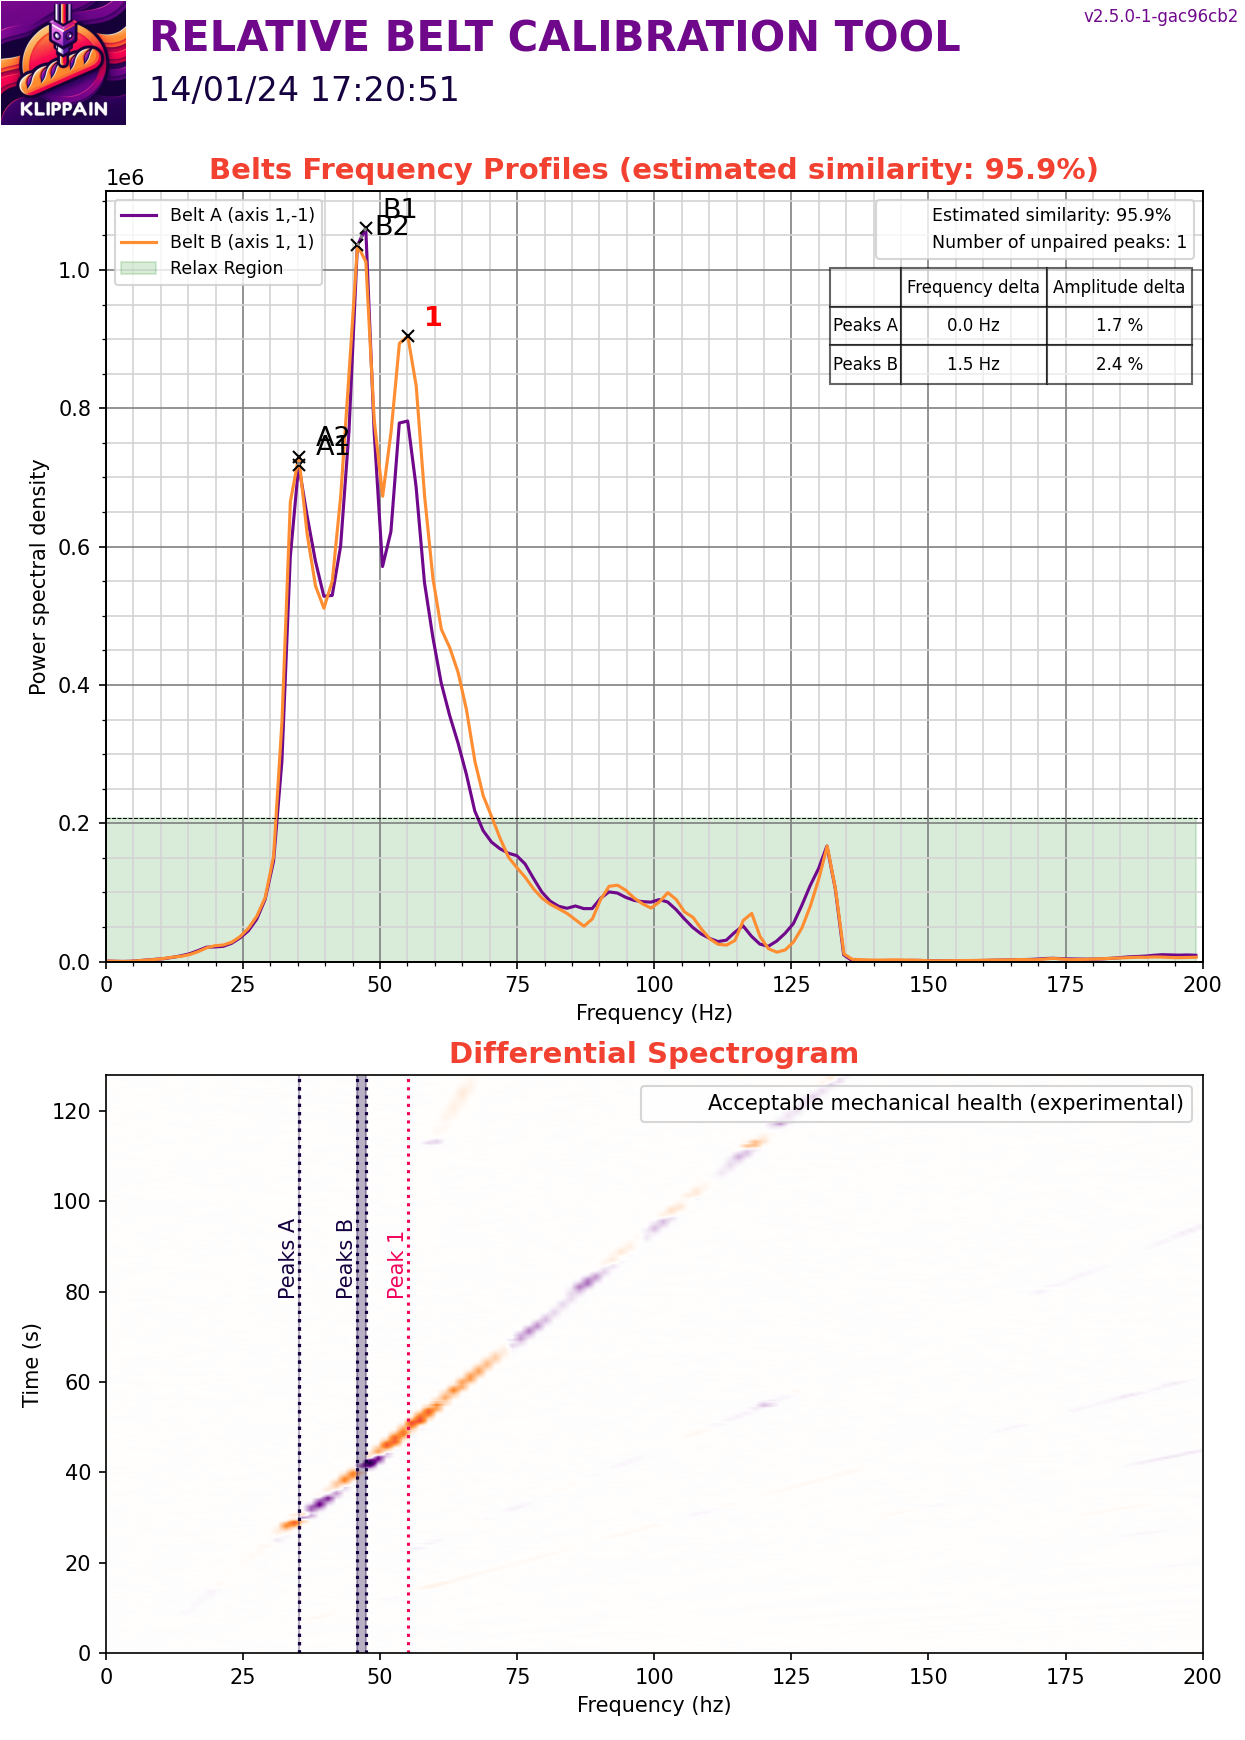 KLIPPAIN
RELATIVE BELT CALIBRATION TOOL
14/01/24 17:20:51
v2.5.0-1-gac96cb2
Belts Frequency Profiles (estimated similarity: 95.9%)
1e6
Belt A (axis 1,-1)
Belt B (axis 1, 1)
Relax Region
B1
B2
1
A2
A1
Estimated similarity: 95.9%
Number of unpaired peaks: 1
Frequency delta Amplitude delta
Peaks A 0.0 Hz 1.7 %
Peaks B 1.5 Hz 2.4 %
Power spectral density
1.0
0.8
0.6
0.4
0.2
0.0
0 25 50 75 100 125 150 175 200
Frequency (Hz)
Differential Spectrogram
Acceptable mechanical health (experimental)
Peaks A
Peaks B
Peak 1
Time (s)
120
100
80
60
40
20
0
0 25 50 75 100 125 150 175 200
Frequency (hz)